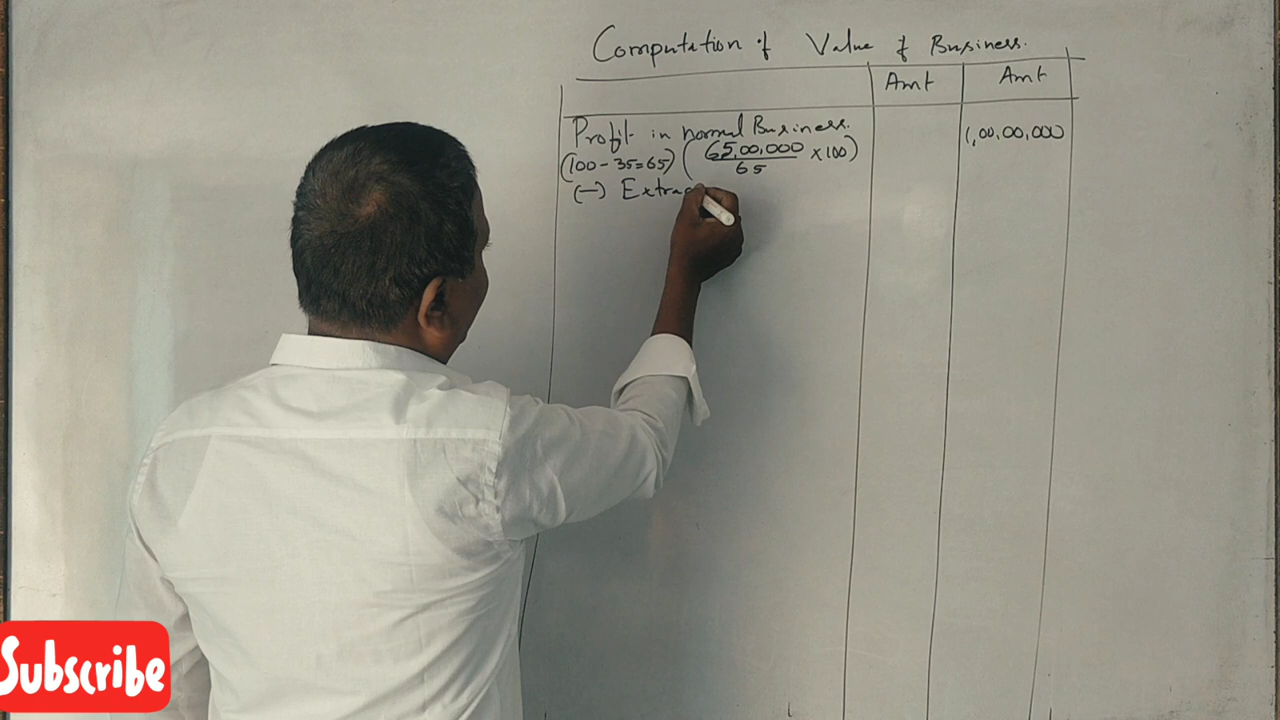 Computation of Value of Business.
Amt Amt
Profit in normal Business. 1,00,00,000
(100-35=65) (65,00,000/65 ×100)
(-) Extra
Subscribe